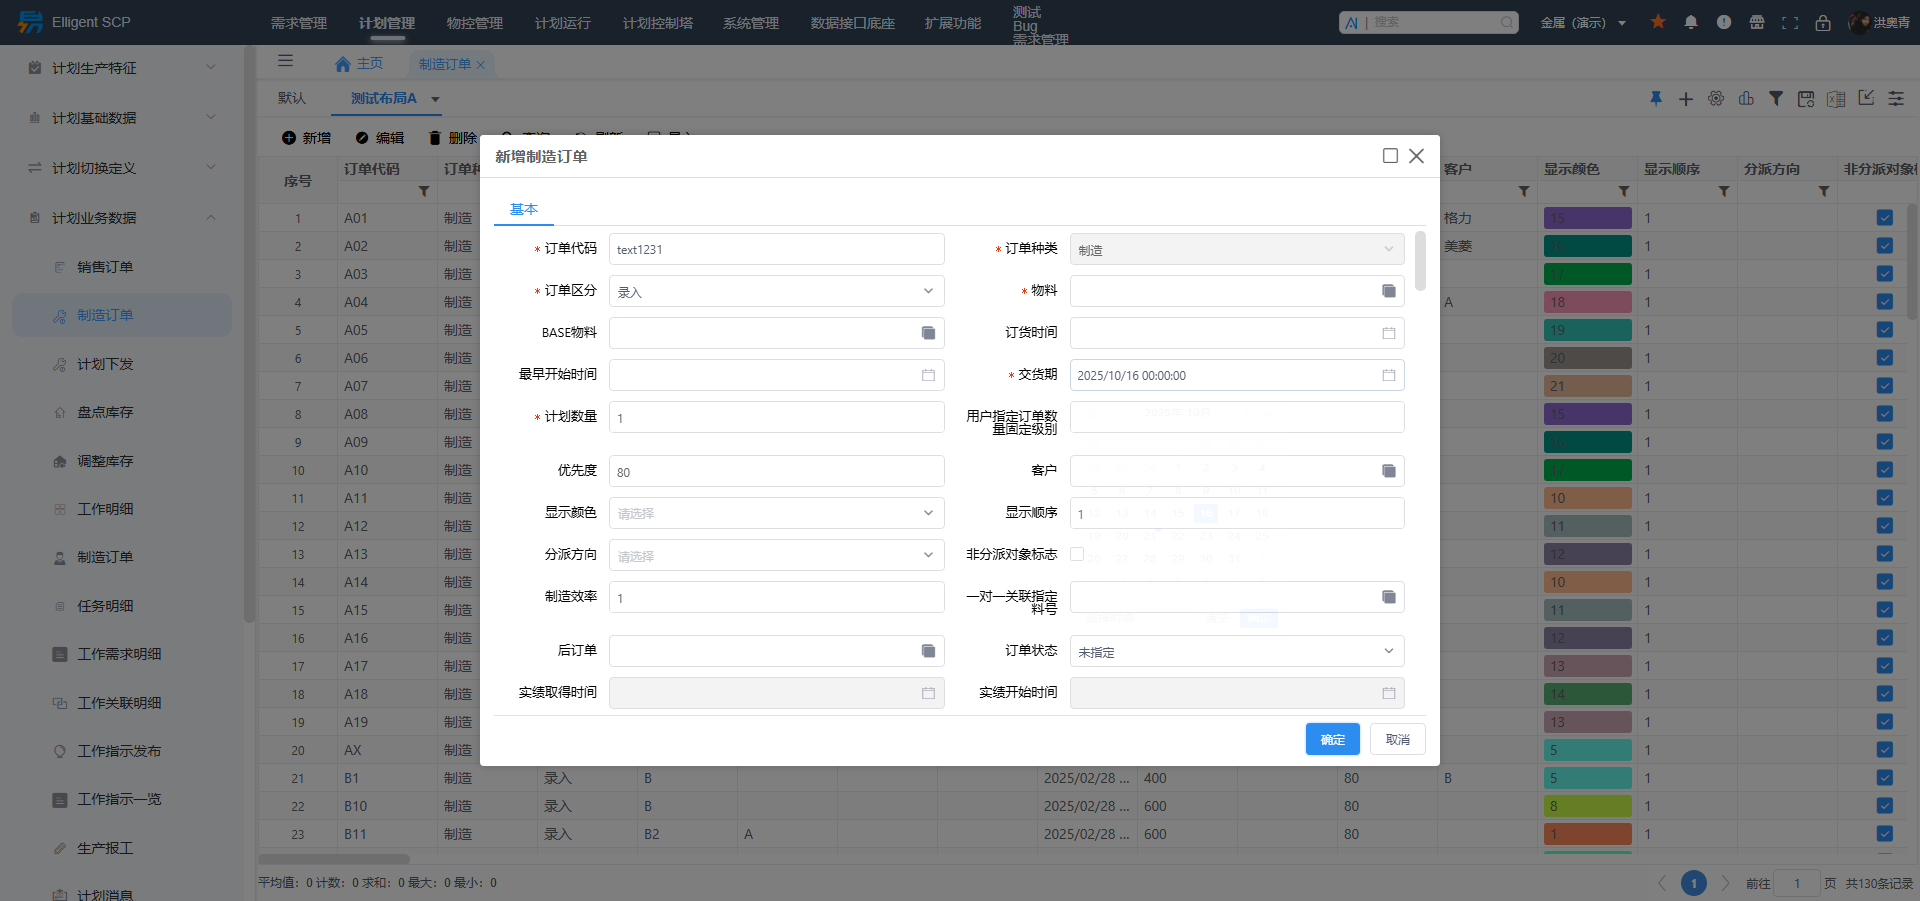 Elligent SCP
需求管理 计划管理 物控管理 计划运行 计划控制塔 系统管理 数据接口底座 扩展功能
测试
Bug
需求管理
AI | 搜索
金属（演示）
洪奥青
计划生产特征
计划基础数据
计划切换定义
计划业务数据
销售订单
制造订单
计划下发
盘点库存
调整库存
工作明细
制造订单
任务明细
工作需求明细
工作关联明细
工作指示发布
工作指示一览
生产报工
计划消息
主页 制造订单
默认 测试布局A
新增 编辑 删除
序号 订单代码 客户 显示颜色 显示顺序 分派方向
1 A01 制造 格力 15 1
2 A02 制造 美菱 1
3 A03 制造 17 1
4 A04 制造 A 18 1
5 A05 制造 19 1
6 A06 制造 20 1
7 A07 制造 21 1
8 A08 制造 15 1
9 A09 制造 1
10 A10 制造 17 1
11 A11 制造 10 1
12 A12 制造 11 1
13 A13 制造 12 1
14 A14 制造 10 1
15 A15 制造 11 1
16 A16 制造 12 1
17 A17 制造 13 1
18 A18 制造 14 1
19 A19 制造 13 1
20 AX 制造 5 1
21 B1 制造 录入 B 2025/02/28 ... 400 80 B 5 1
22 B10 制造 录入 B 2025/02/28 ... 600 80 8 1
23 B11 制造 录入 B2 A 2025/02/28 ... 600 80 1 1
平均值：0 计数：0 求和：0 最大：0 最小：0
1
前往 1 页 共130条记录
新增制造订单
基本
* 订单代码 text1231
* 订单种类 制造
* 订单区分 录入
* 物料
BASE物料
订货时间
最早开始时间
* 交货期 2025/10/16 00:00:00
* 计划数量 1
用户指定订单数
量固定级别
优先度 80
客户
显示颜色 请选择
显示顺序 1
分派方向 请选择
非分派对象标志
制造效率 1
一对一关联指定
料号
后订单
订单状态 未指定
实绩取得时间
实绩开始时间
确定 取消